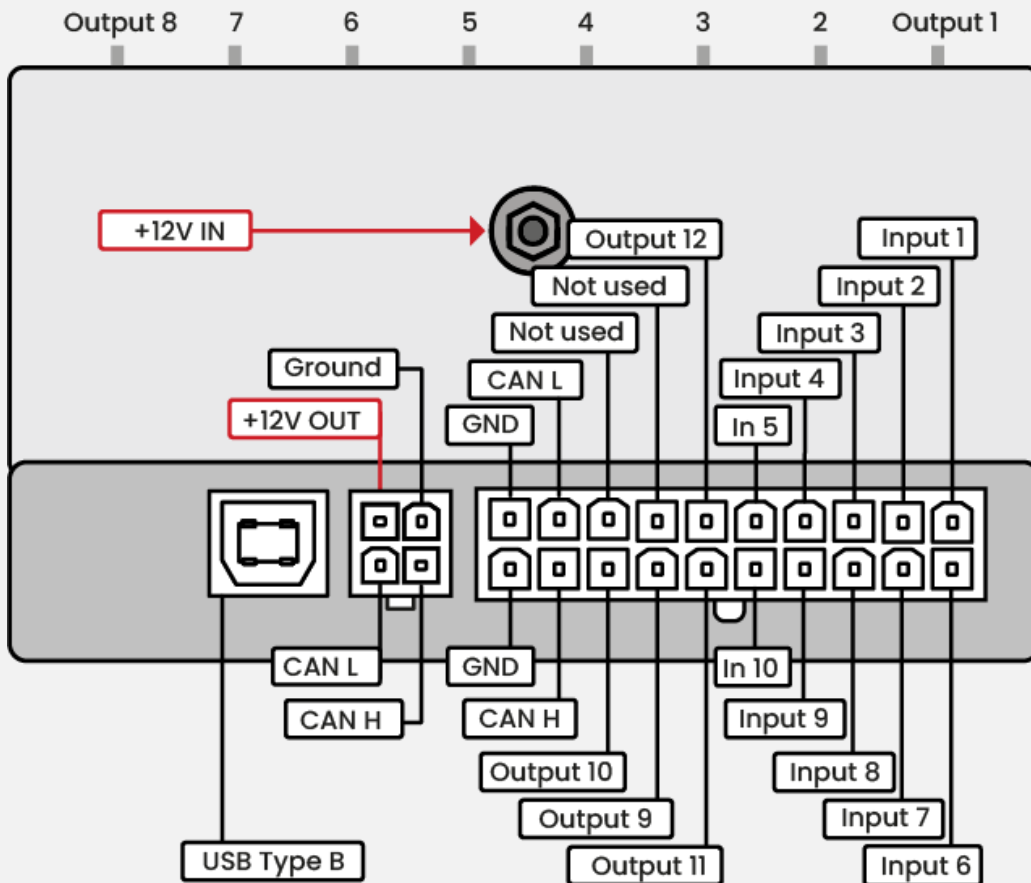 Output 8 7 6 5 4 3 2 Output 1
+12V IN
Output 12
Input 1
Not used
Input 2
Not used
Input 3
Ground
CAN L
Input 4
+12V OUT
GND
In 5
CAN L
GND
In 10
CAN H
CAN H
Input 9
Output 10
Input 8
Output 9
Input 7
USB Type B
Output 11
Input 6